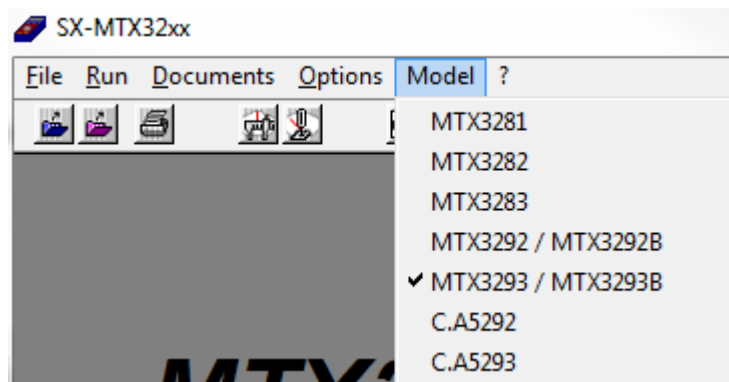 SX-MTX32xx
File Run Documents Options Model ?
MTX3281
MTX3282
MTX3283
MTX3292 / MTX3292B
MTX3293 / MTX3293B
C.A5292
C.A5293